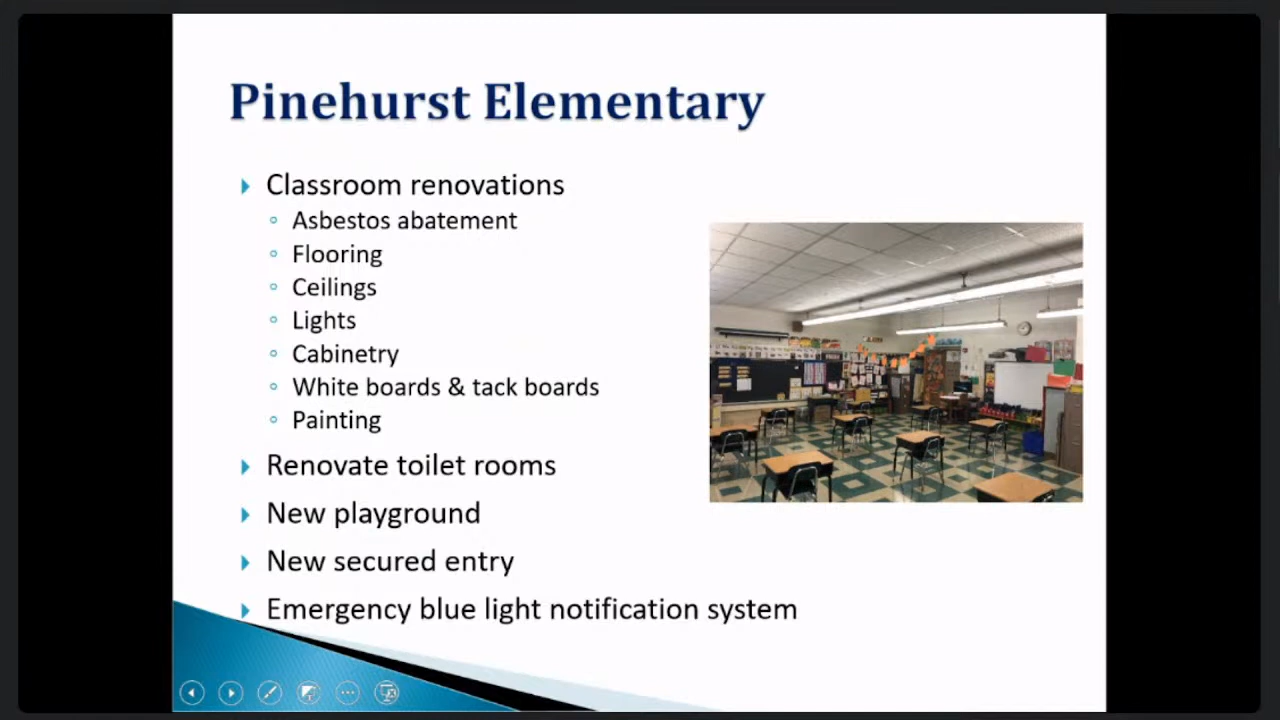 Pinehurst Elementary
Classroom renovations
Asbestos abatement
Flooring
Ceilings
Lights
Cabinetry
White boards & tack boards
Painting
Renovate toilet rooms
New playground
New secured entry
Emergency blue light notification system